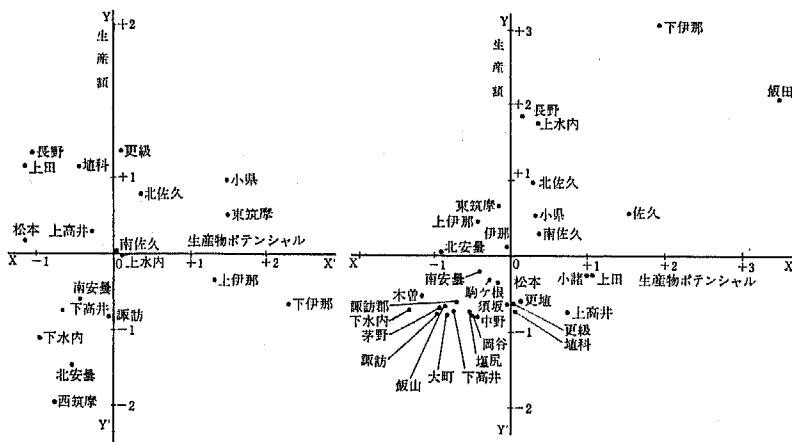 Y
+2
生産額
長野
上田
埴科
更級
+1
北佐久
小県
東筑摩
松本
上高井
南佐久
生産物ポテンシャル
X
-1
上水内
+1
+2
X'
上伊那
下伊那
南安曇
下高井
諏訪
-1
下水内
北安曇
西筑摩
-2
Y'
Y
+3
下伊那
生産額
飯田
+2
長野
上水内
+1
北佐久
東筑摩
上伊那
小県
佐久
伊那
南佐久
北安曇
X
-1
0
+1
+2
+3
X'
南安曇
松本
小諸
上田
生産物ポテンシャル
木曽
駒ケ根
諏訪郡
須坂
更埴
上高井
下水内
中野
更級
茅野
岡谷
埴科
諏訪
塩尻
飯山
大町
下高井
-1
-2
Y'